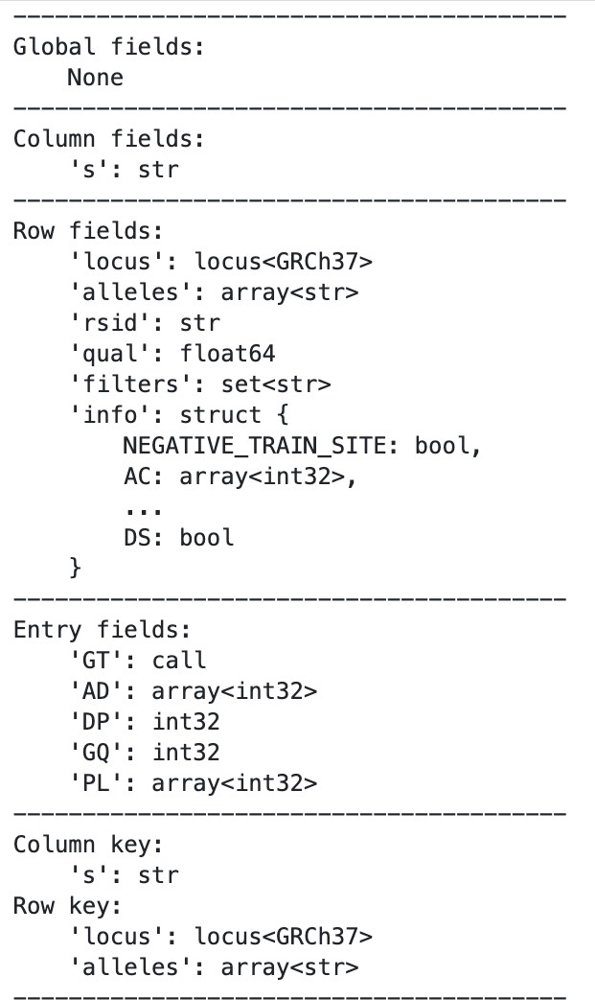 ----------------------------------------
Global fields:
    None
----------------------------------------
Column fields:
    's': str
----------------------------------------
Row fields:
    'locus': locus<GRCh37>
    'alleles': array<str>
    'rsid': str
    'qual': float64
    'filters': set<str>
    'info': struct {
        NEGATIVE_TRAIN_SITE: bool,
        AC: array<int32>,
        ...
        DS: bool
    }
----------------------------------------
Entry fields:
    'GT': call
    'AD': array<int32>
    'DP': int32
    'GQ': int32
    'PL': array<int32>
----------------------------------------
Column key:
    's': str
Row key:
    'locus': locus<GRCh37>
    'alleles': array<str>
----------------------------------------